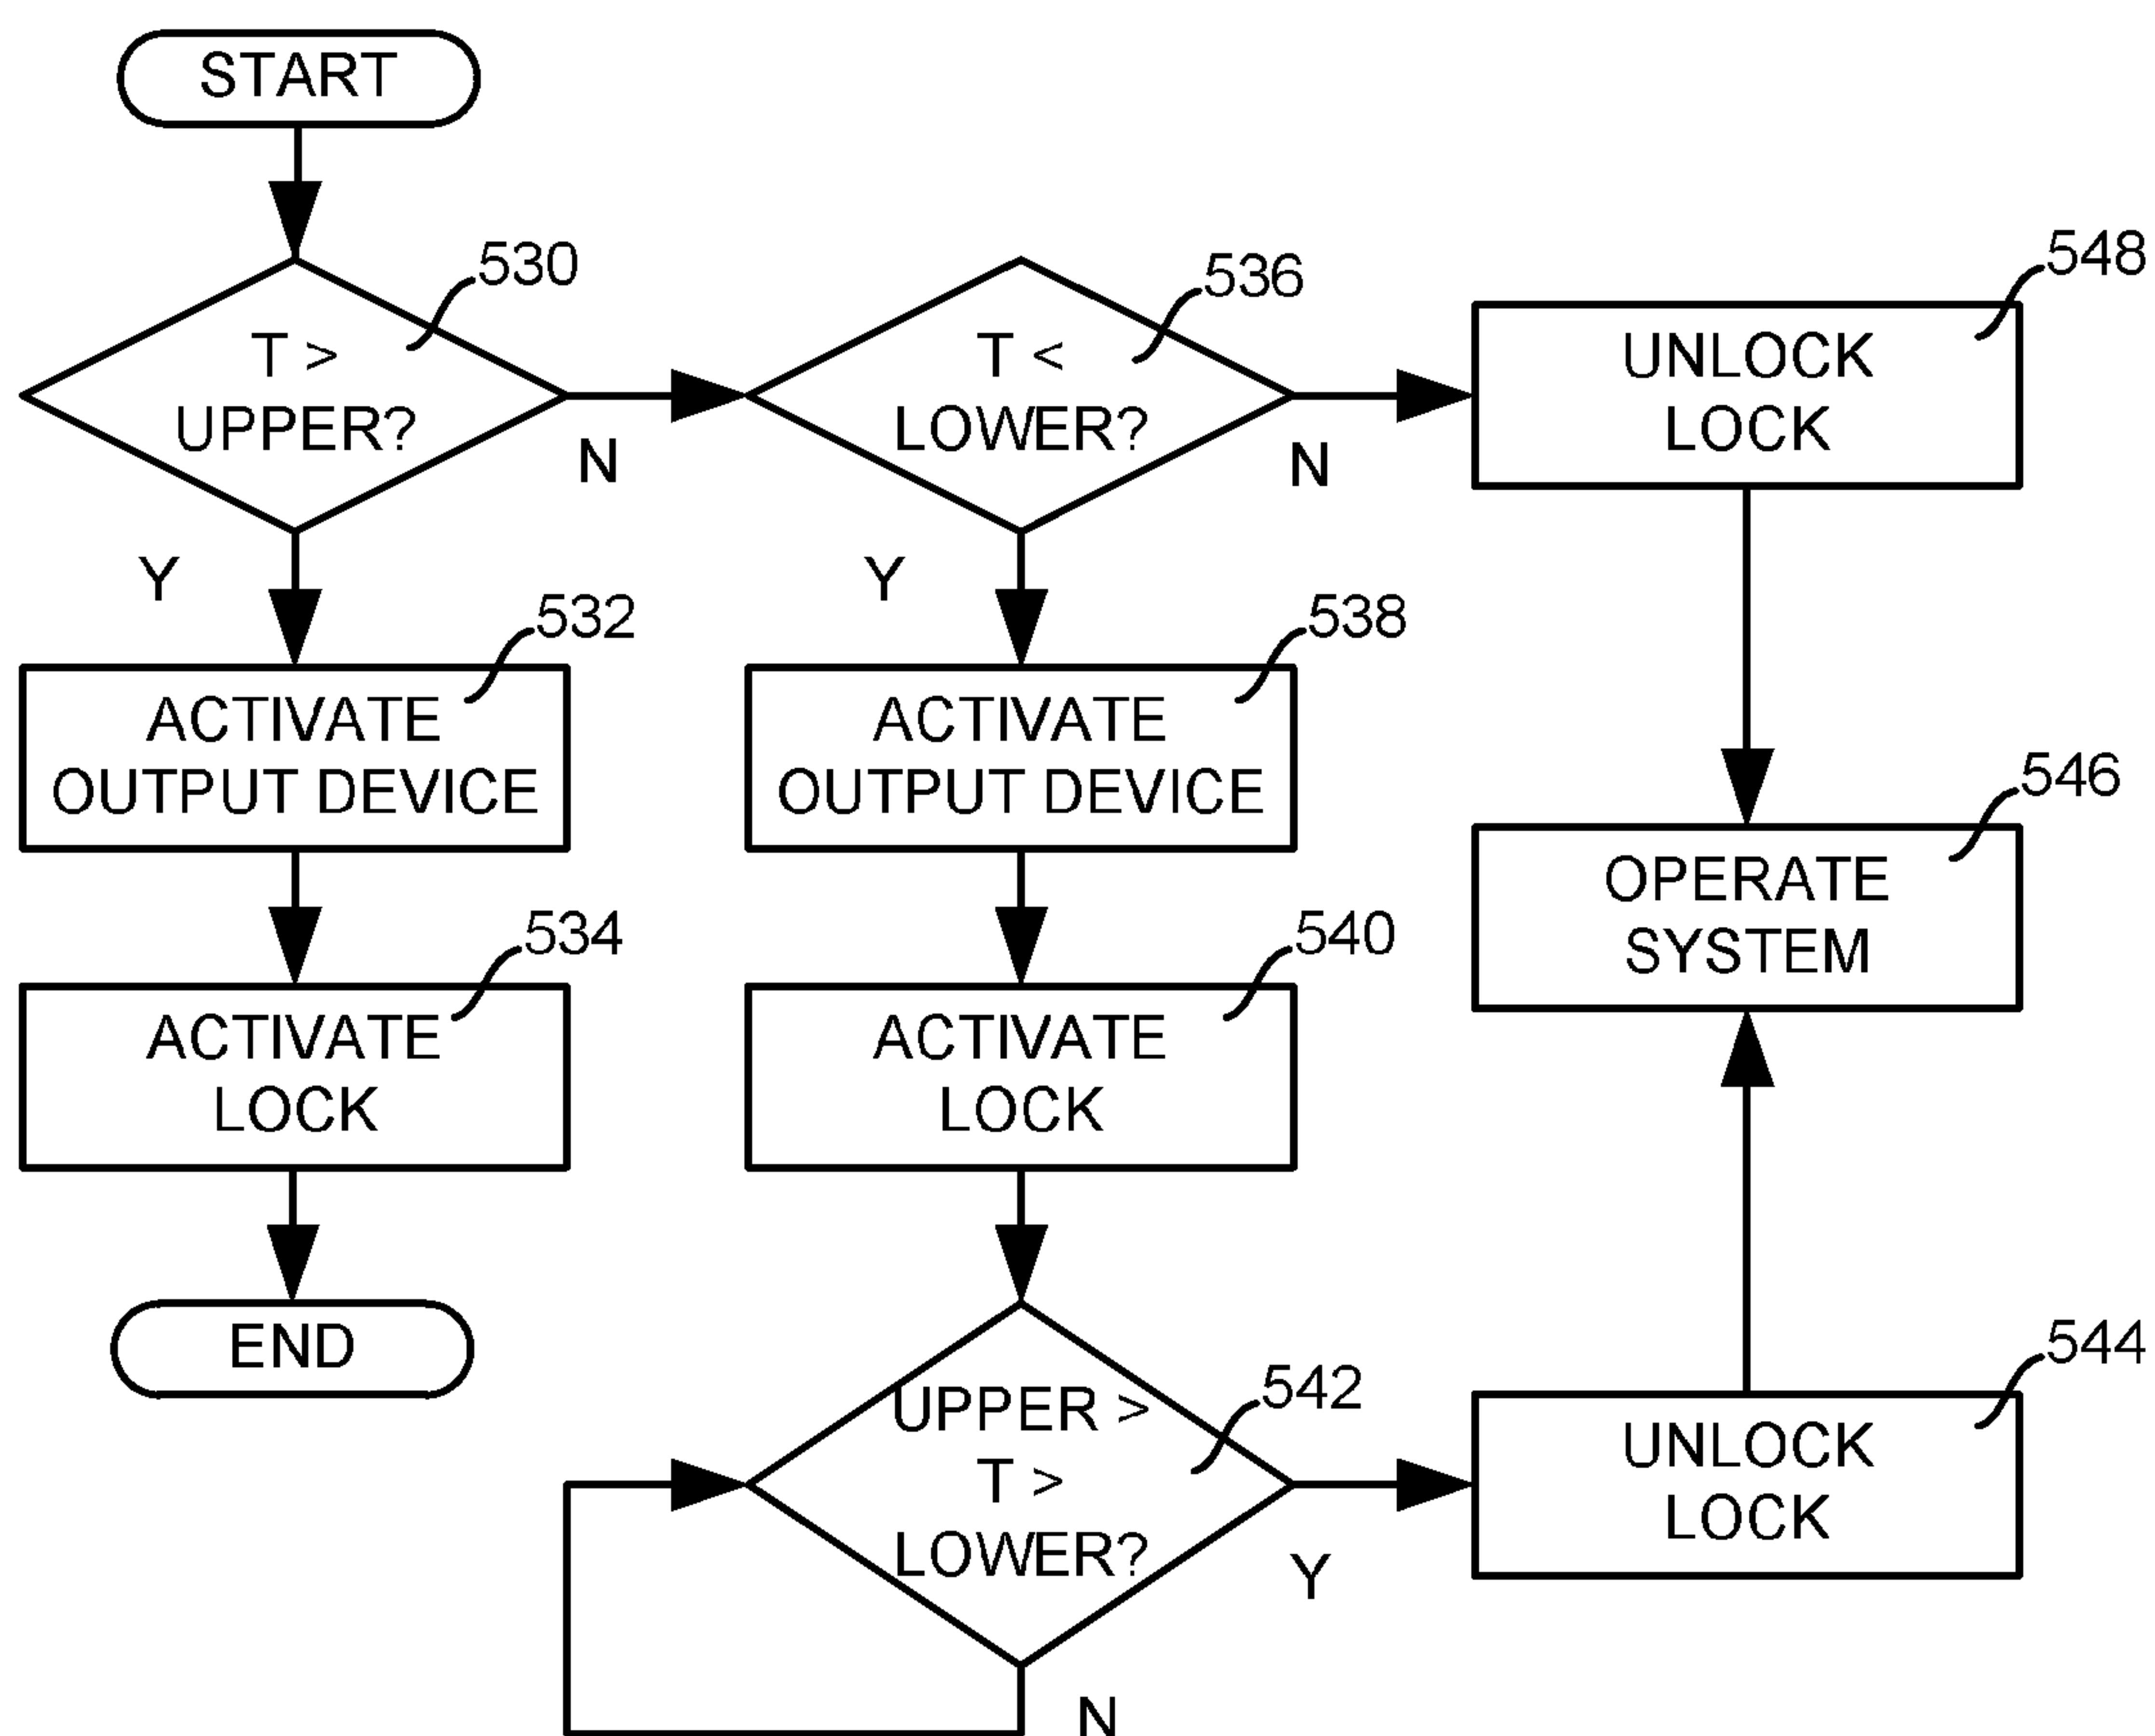 START
530
T >
UPPER?
N
Y
536
T <
LOWER?
N
Y
548
UNLOCK
LOCK
532
ACTIVATE
OUTPUT DEVICE
538
ACTIVATE
OUTPUT DEVICE
546
OPERATE
SYSTEM
534
ACTIVATE
LOCK
540
ACTIVATE
LOCK
END
542
UPPER >
T >
LOWER?
Y
N
544
UNLOCK
LOCK